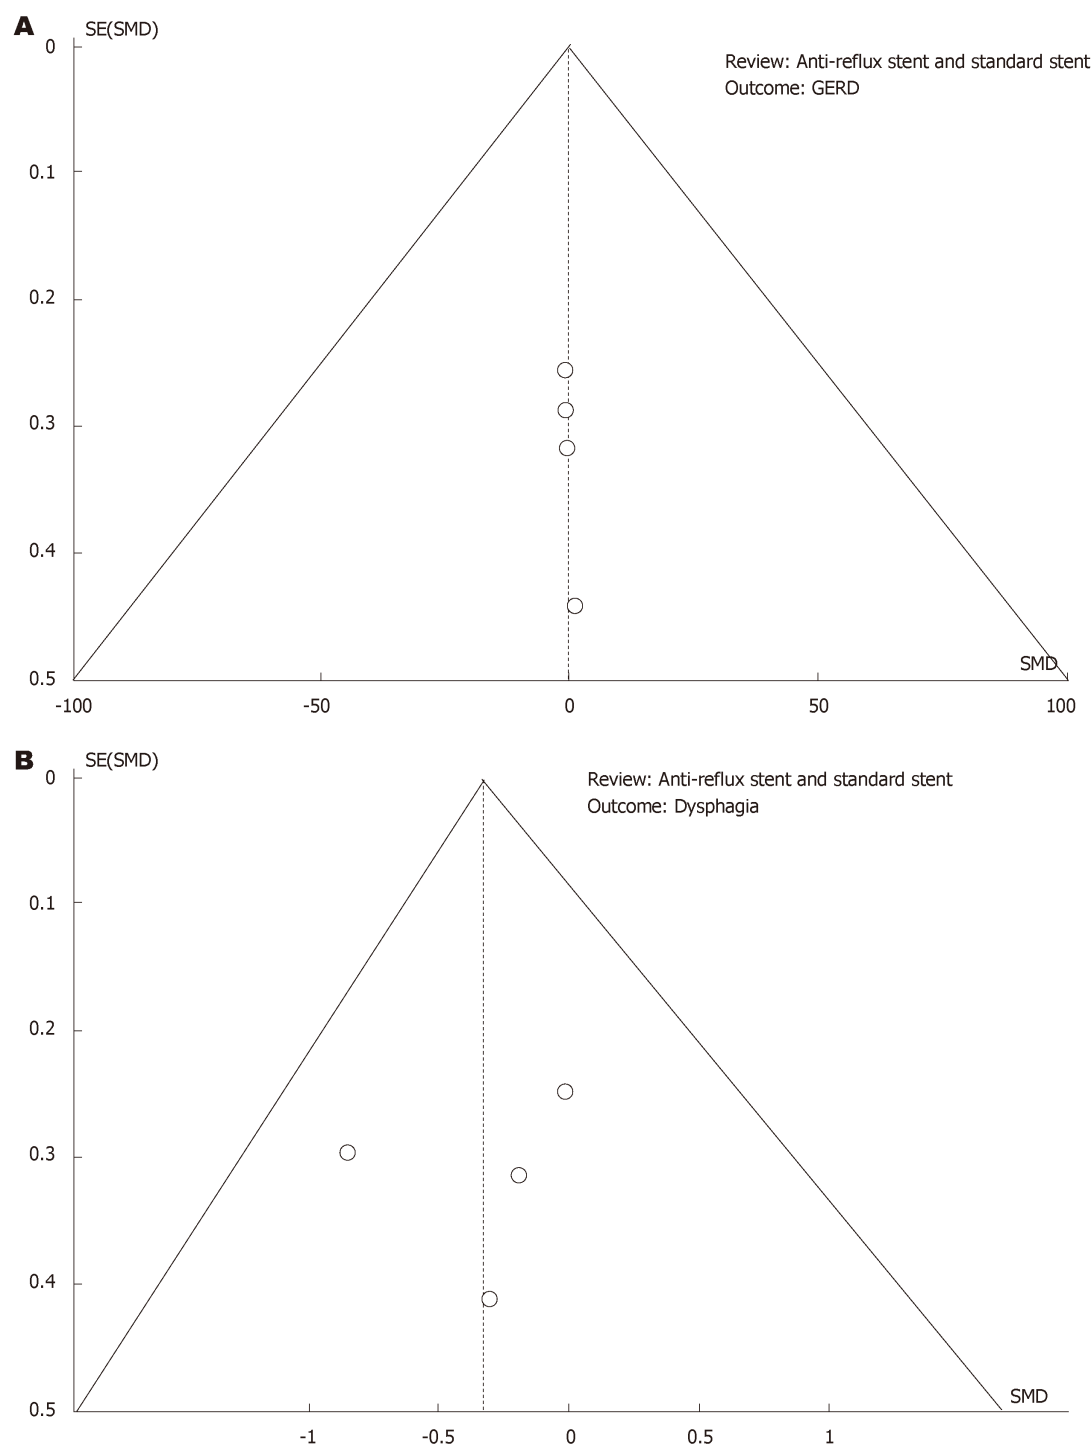 A
SE(SMD)
0
Review: Anti-reflux stent and standard stent
Outcome: GERD
0.1
0.2
0.3
0.4
SMD
0.5
-100
-50
0
50
100
B
SE(SMD)
0
Review: Anti-reflux stent and standard stent
Outcome: Dysphagia
0.1
0.2
0.3
0.4
SMD
0.5
-1
-0.5
0
0.5
1